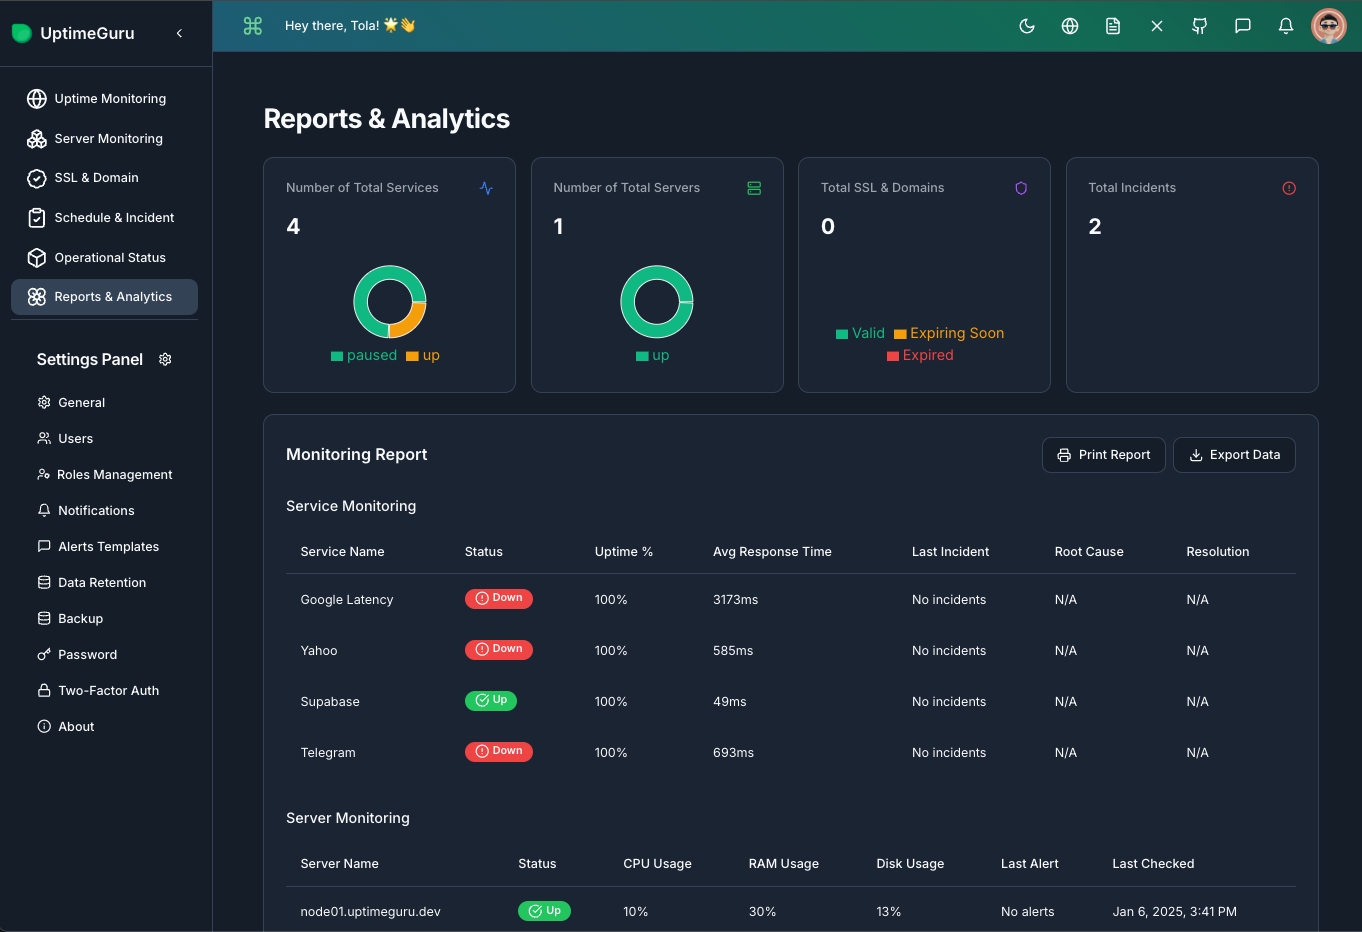 UptimeGuru
Hey there, Tola! 🌟👋
Uptime Monitoring
Server Monitoring
SSL & Domain
Schedule & Incident
Operational Status
Reports & Analytics
Settings Panel
General
Users
Roles Management
Notifications
Alerts Templates
Data Retention
Backup
Password
Two-Factor Auth
About
Reports & Analytics
Number of Total Services
4
paused up
Number of Total Servers
1
up
Total SSL & Domains
0
Valid Expiring Soon
Expired
Total Incidents
2
Monitoring Report
Print Report
Export Data
Service Monitoring
Service Name Status Uptime % Avg Response Time Last Incident Root Cause Resolution
Google Latency Down 100% 3173ms No incidents N/A N/A
Yahoo Down 100% 585ms No incidents N/A N/A
Supabase Up 100% 49ms No incidents N/A N/A
Telegram Down 100% 693ms No incidents N/A N/A
Server Monitoring
Server Name Status CPU Usage RAM Usage Disk Usage Last Alert Last Checked
node01.uptimeguru.dev Up 10% 30% 13% No alerts Jan 6, 2025, 3:41 PM